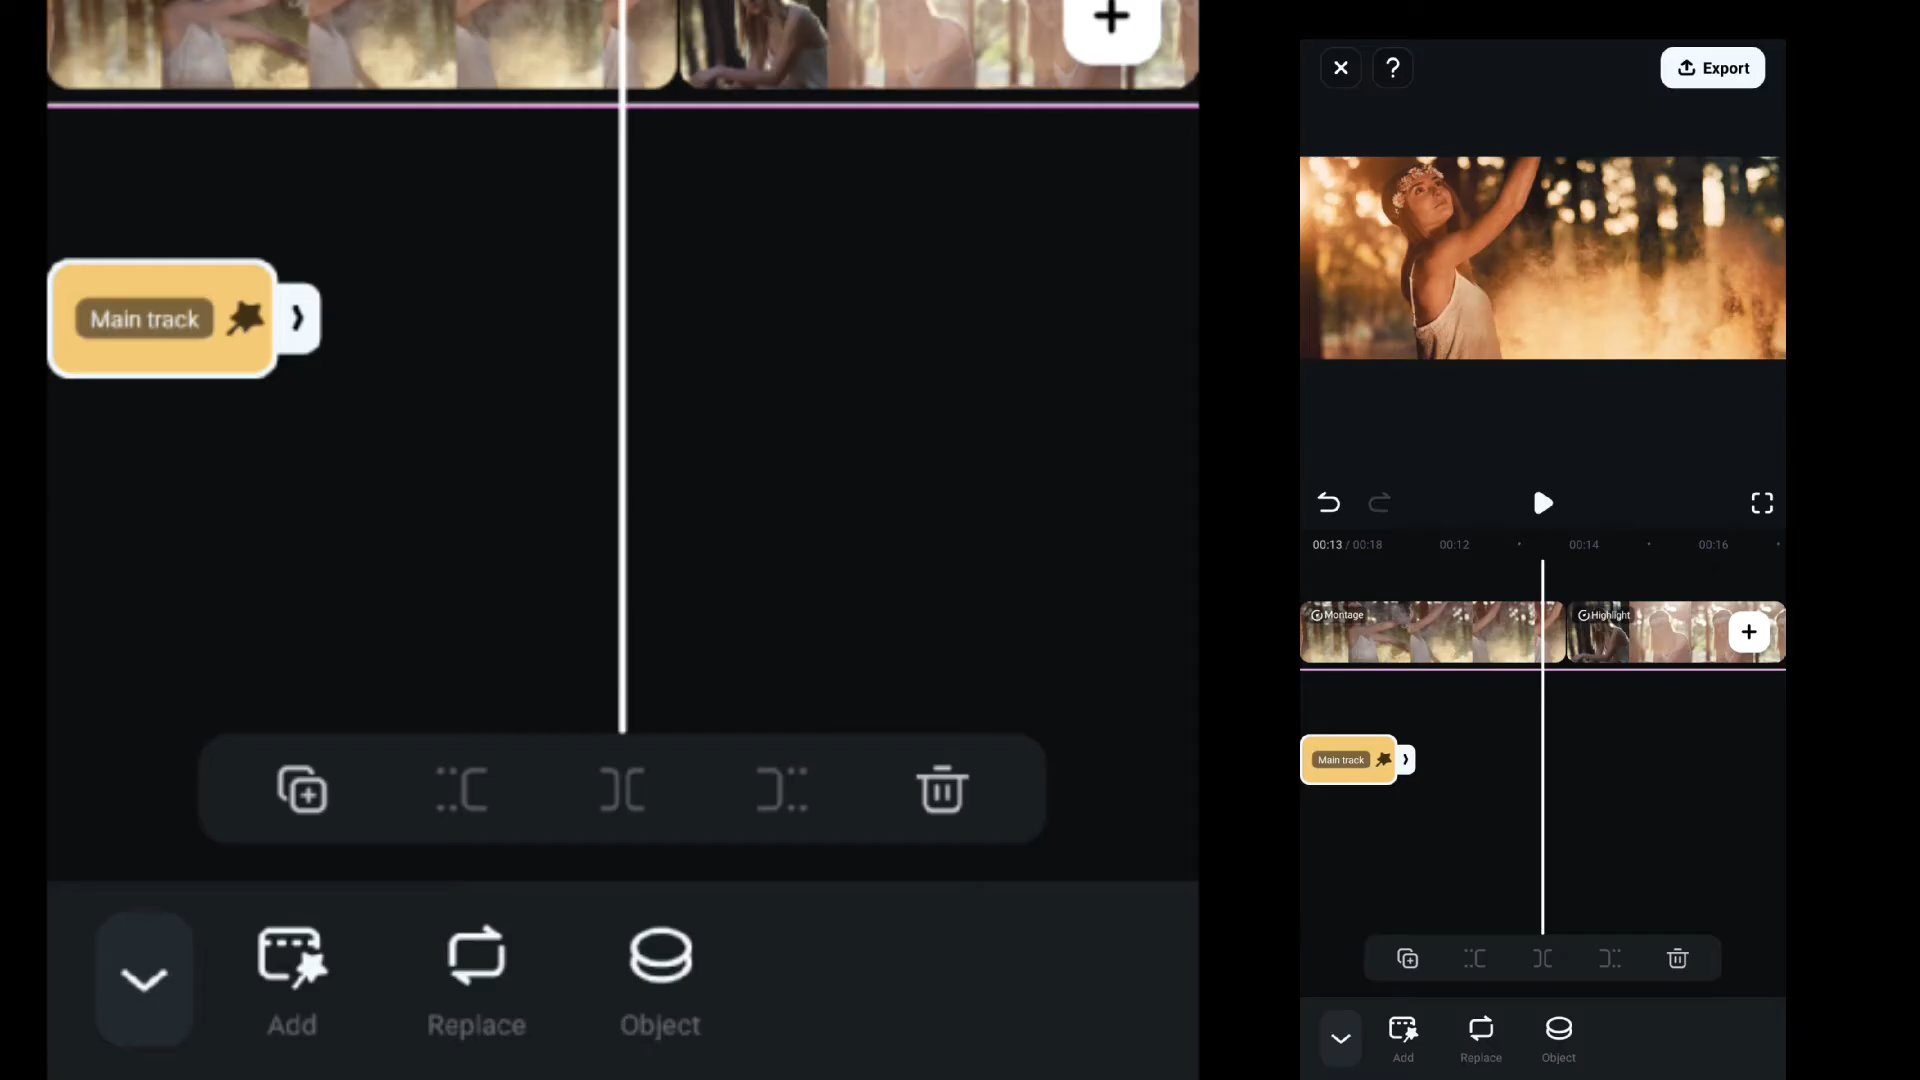 Main track
Add
Replace
Object
Export
00:13 / 00:18
00:12
00:14
00:16
Montage
Highlight
Main track
Add
Replace
Object